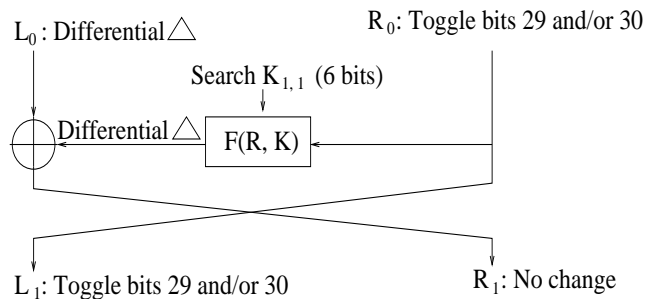 L₀: Differential △
R₀: Toggle bits 29 and/or 30
Search K₁,₁ (6 bits)
Differential △
F(R, K)
L₁: Toggle bits 29 and/or 30
R₁: No change